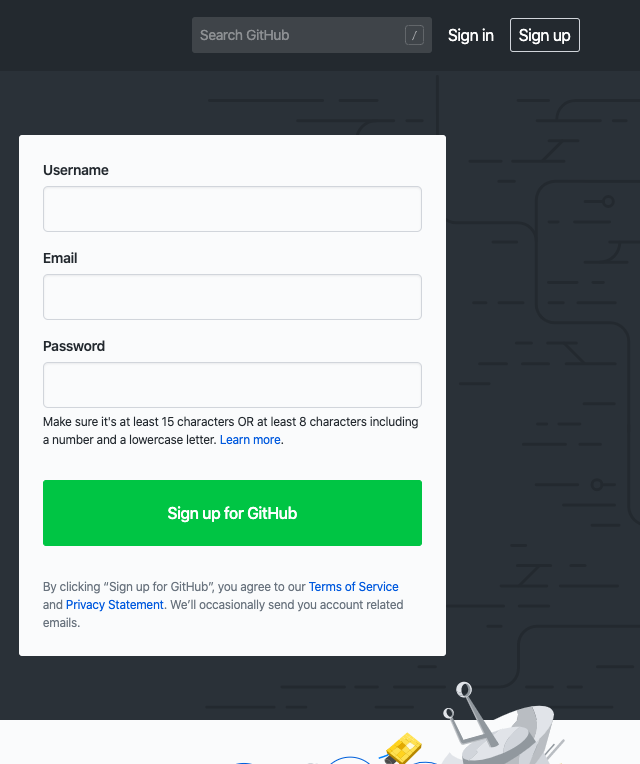 Search GitHub / Sign in Sign up
Username
Email
Password
Make sure it's at least 15 characters OR at least 8 characters including
a number and a lowercase letter. Learn more.
Sign up for GitHub
By clicking “Sign up for GitHub”, you agree to our Terms of Service
and Privacy Statement. We’ll occasionally send you account related
emails.